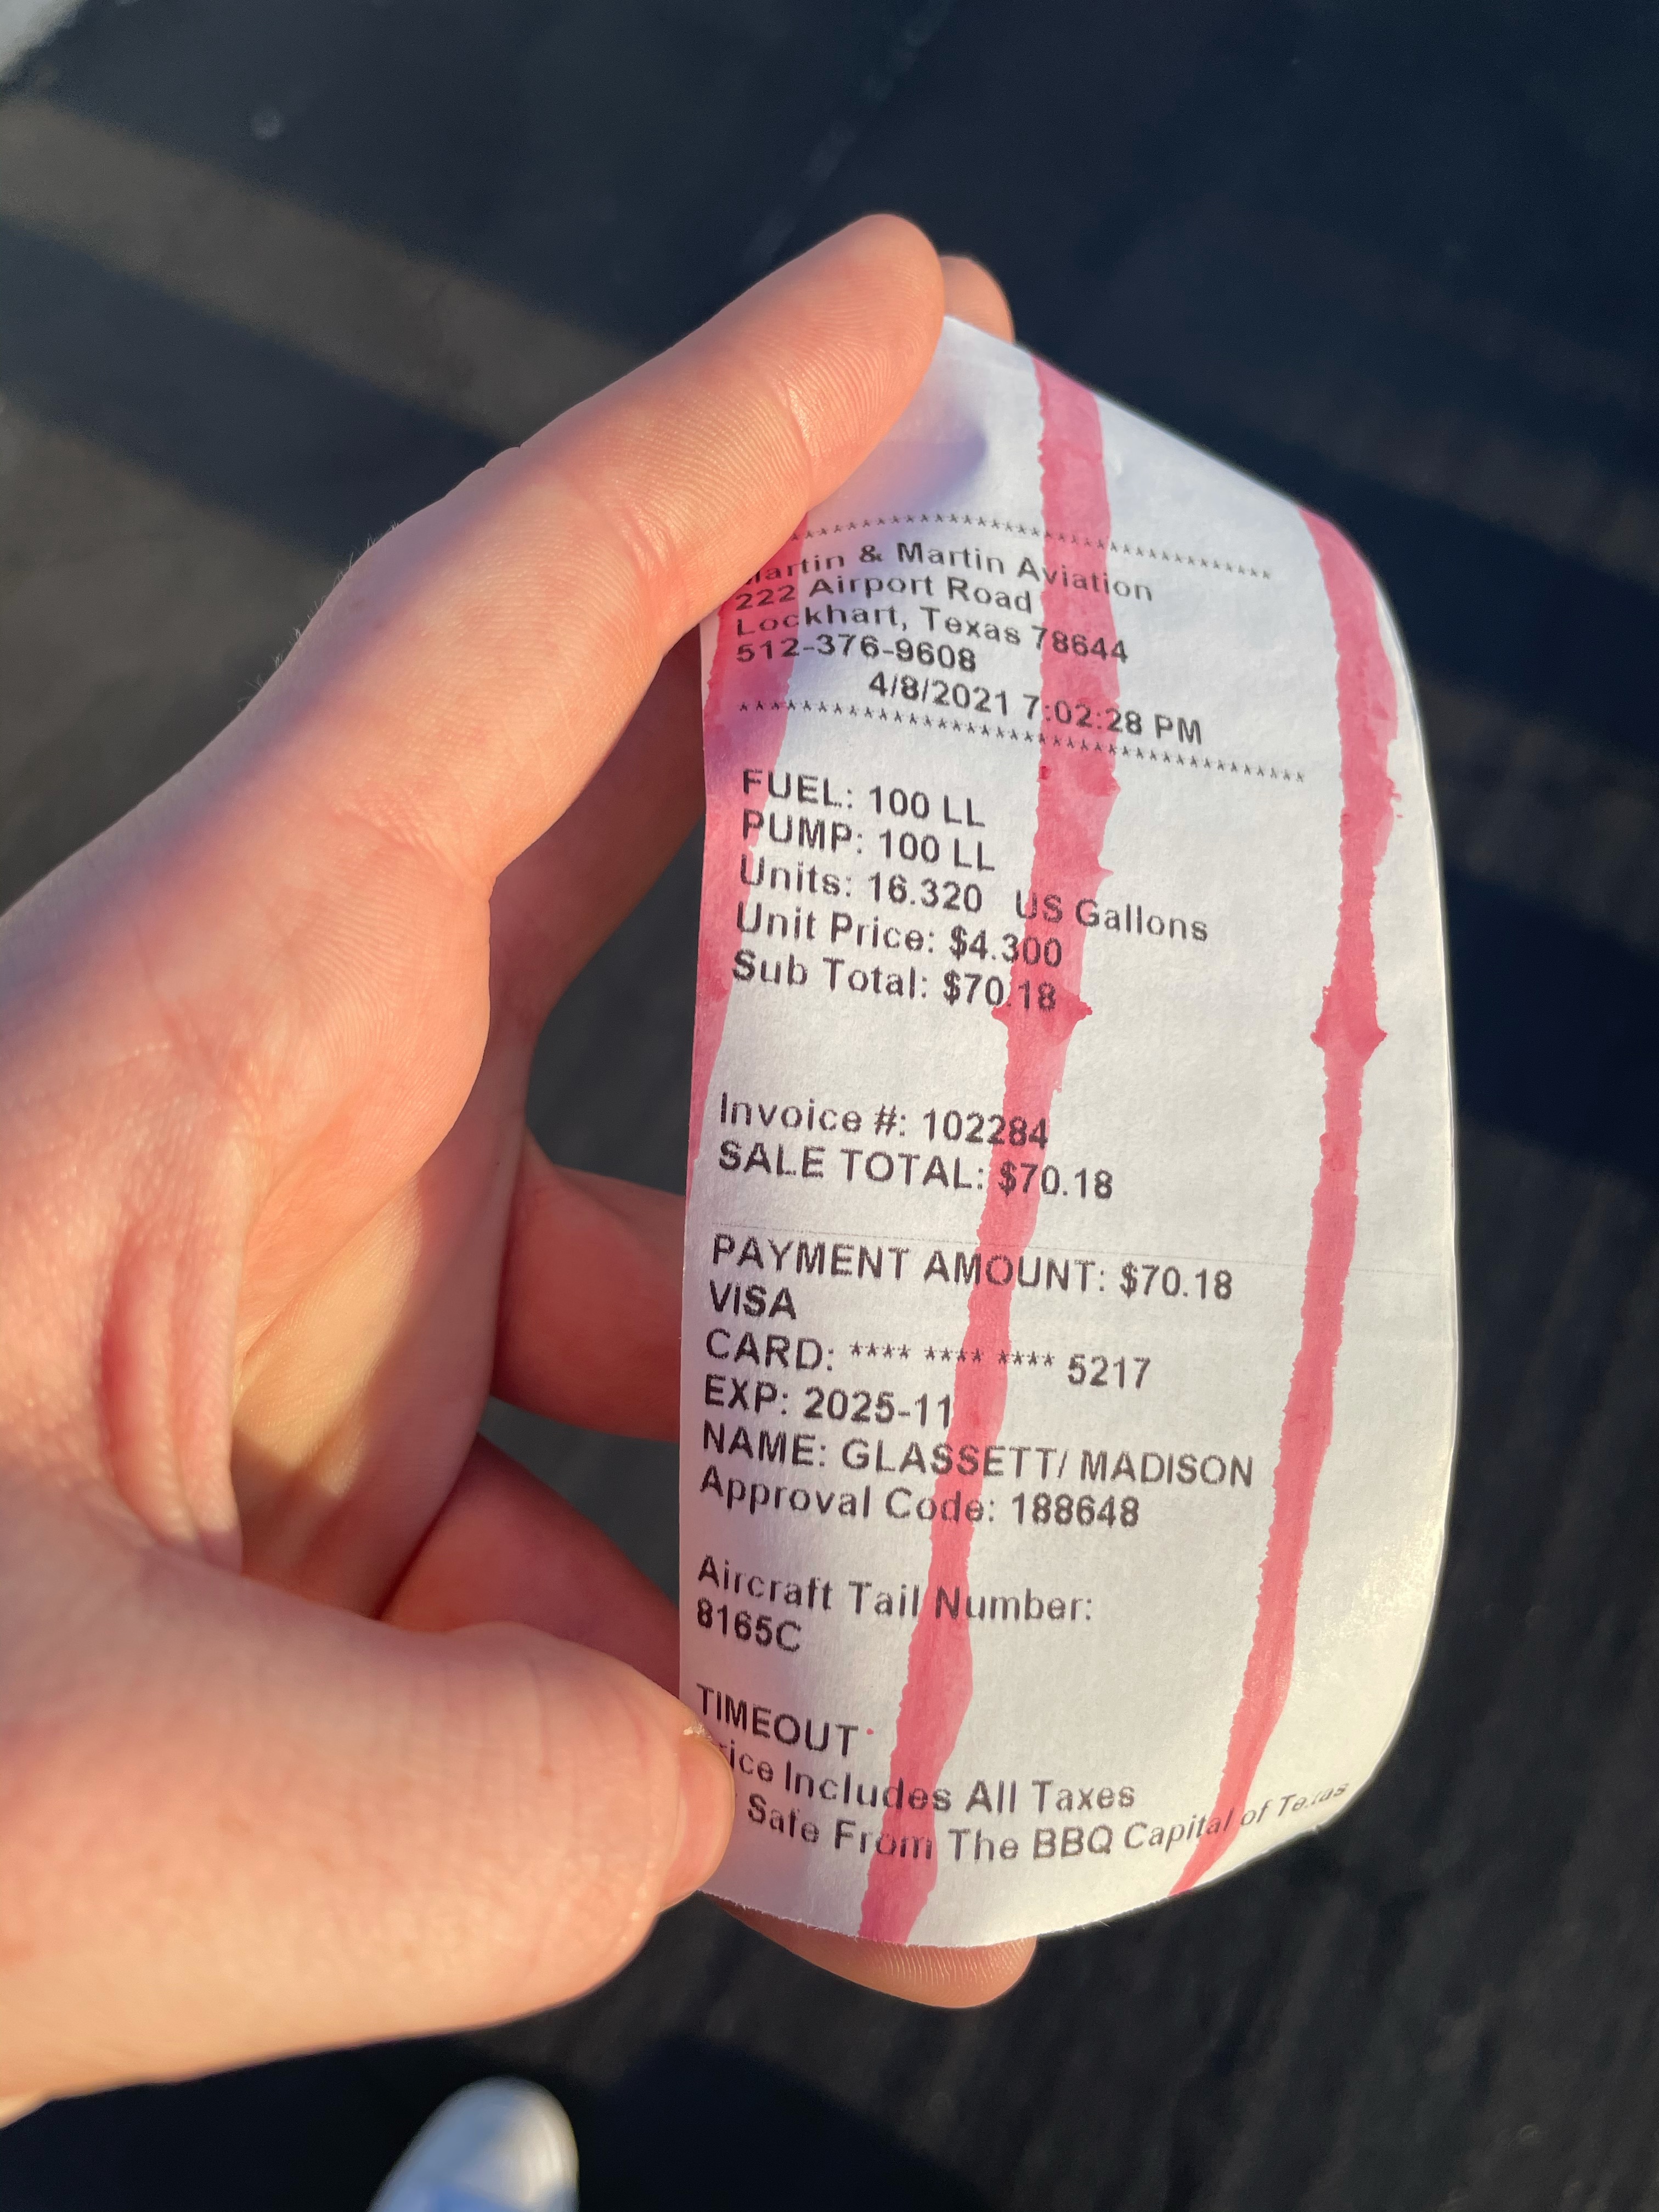 ***********************************
Martin & Martin Aviation
222 Airport Road
Lockhart, Texas 78644
512-376-9608
4/8/2021 7:02:28 PM
***********************************
FUEL: 100 LL
PUMP: 100 LL
Units: 16.320 US Gallons
Unit Price: $4.300
Sub Total: $70.18
Invoice #: 102284
SALE TOTAL: $70.18
PAYMENT AMOUNT: $70.18
VISA
CARD: **** **** **** 5217
EXP: 2025-11
NAME: GLASSETT/ MADISON
Approval Code: 188648
Aircraft Tail Number:
8165C
TIMEOUT
Includes All Taxes
Safe From The BBQ Capital of Texas